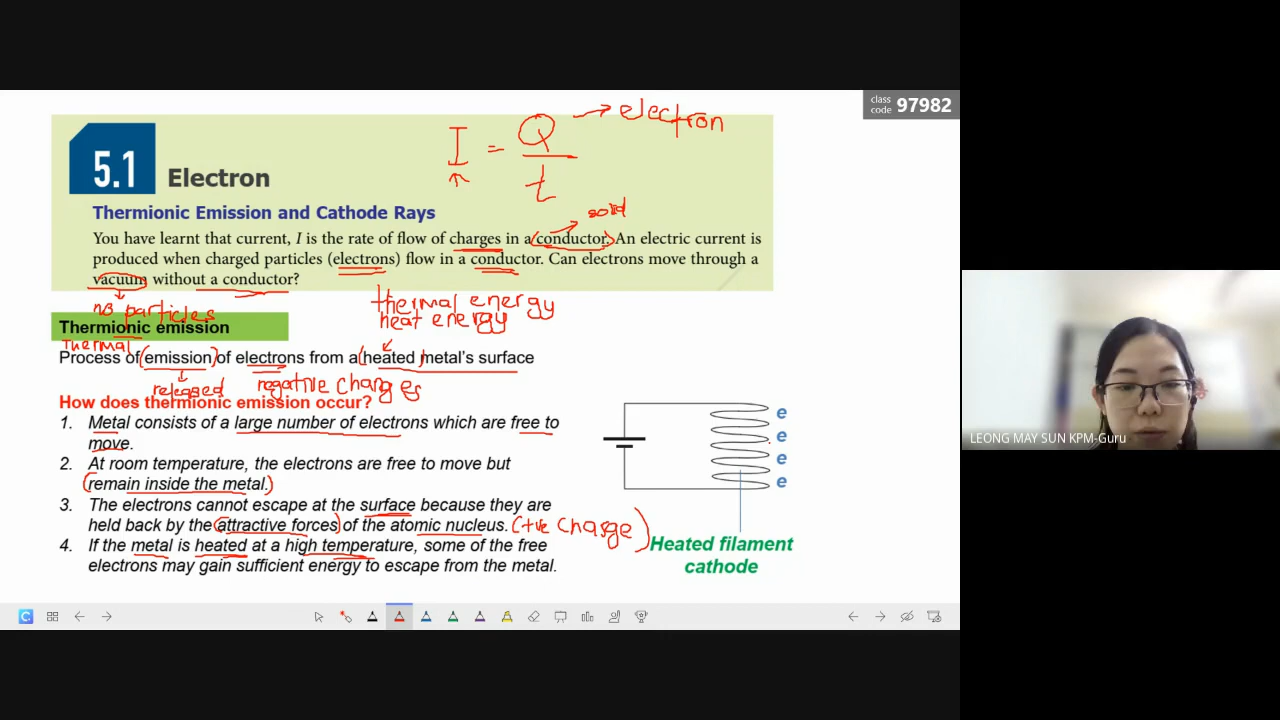 class code 97982
I = Q / t → electron
5.1 Electron
Thermionic Emission and Cathode Rays
solid
You have learnt that current, I is the rate of flow of charges in a (conductor.) An electric current is
produced when charged particles (electrons) flow in a conductor. Can electrons move through a
vacuum without a conductor?
no particles
thermal energy
heat energy
Thermionic emission
Thermal
Process of (emission) of electrons from a (heated) metal's surface
released
negative charges
How does thermionic emission occur?
1. Metal consists of a large number of electrons which are free to
move.
2. At room temperature, the electrons are free to move but
(remain inside the metal.)
3. The electrons cannot escape at the surface because they are
held back by the (attractive forces) of the atomic nucleus. (+ve charge)
4. If the metal is heated at a high temperature, some of the free
electrons may gain sufficient energy to escape from the metal.
e
e
e
e
Heated filament
cathode
LEONG MAY SUN KPM-Guru